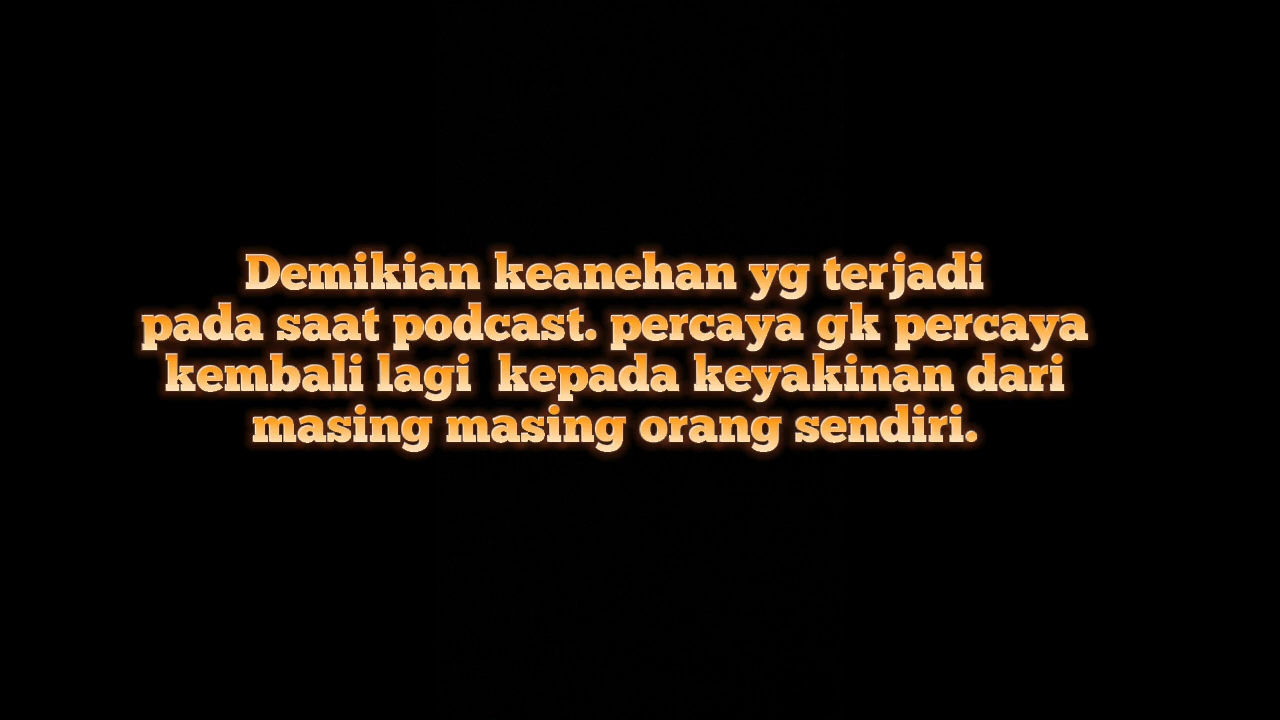 Demikian keanehan yg terjadi
pada saat podcast. percaya gk percaya
kembali lagi  kepada keyakinan dari
masing masing orang sendiri.